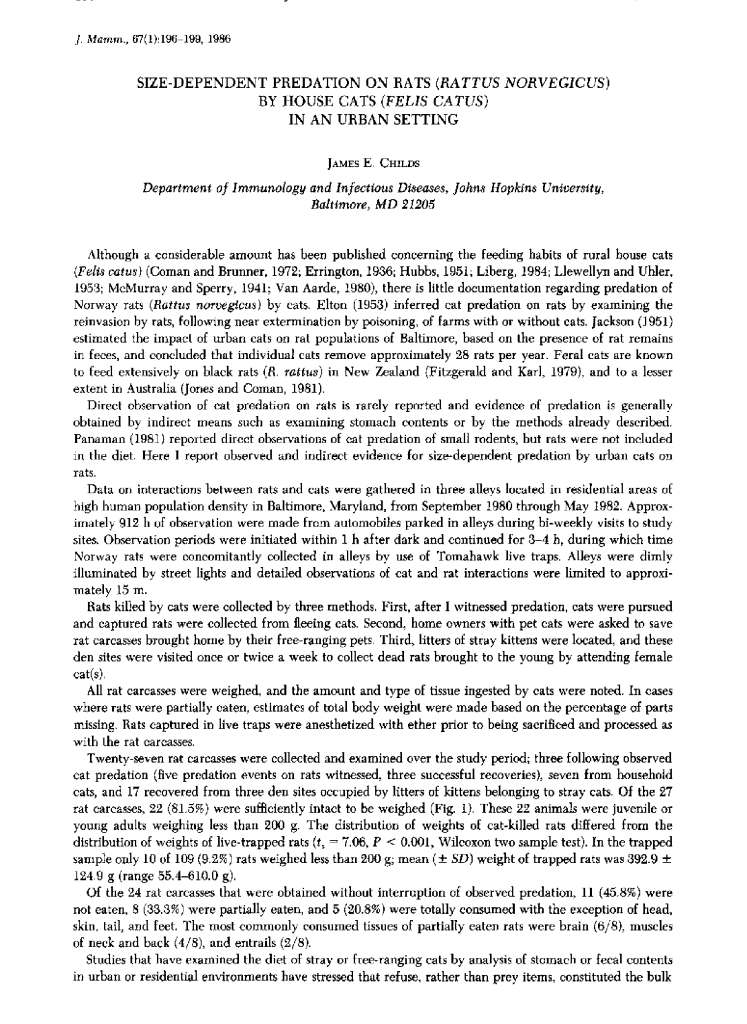 J. Mamm., 67(1):196–199, 1986
SIZE-DEPENDENT PREDATION ON RATS (RATTUS NORVEGICUS)
BY HOUSE CATS (FELIS CATUS)
IN AN URBAN SETTING
JAMES E. CHILDS
Department of Immunology and Infectious Diseases, Johns Hopkins University,
Baltimore, MD 21205
Although a considerable amount has been published concerning the feeding habits of rural house cats
(Felis catus) (Coman and Brunner, 1972; Errington, 1936; Hubbs, 1951; Liberg, 1984; Llewellyn and Uhler,
1953; McMurray and Sperry, 1941; Van Aarde, 1980), there is little documentation regarding predation of
Norway rats (Rattus norvegicus) by cats. Elton (1953) inferred cat predation on rats by examining the
reinvasion by rats, following near extermination by poisoning, of farms with or without cats. Jackson (1951)
estimated the impact of urban cats on rat populations of Baltimore, based on the presence of rat remains
in feces, and concluded that individual cats remove approximately 28 rats per year. Feral cats are known
to feed extensively on black rats (R. rattus) in New Zealand (Fitzgerald and Karl, 1979), and to a lesser
extent in Australia (Jones and Coman, 1981).
Direct observation of cat predation on rats is rarely reported and evidence of predation is generally
obtained by indirect means such as examining stomach contents or by the methods already described.
Panaman (1981) reported direct observations of cat predation of small rodents, but rats were not included
in the diet. Here I report observed and indirect evidence for size-dependent predation by urban cats on
rats.
Data on interactions between rats and cats were gathered in three alleys located in residential areas of
high human population density in Baltimore, Maryland, from September 1980 through May 1982. Approx-
imately 912 h of observation were made from automobiles parked in alleys during bi-weekly visits to study
sites. Observation periods were initiated within 1 h after dark and continued for 3–4 h, during which time
Norway rats were concomitantly collected in alleys by use of Tomahawk live traps. Alleys were dimly
illuminated by street lights and detailed observations of cat and rat interactions were limited to approxi-
mately 15 m.
Rats killed by cats were collected by three methods. First, after I witnessed predation, cats were pursued
and captured rats were collected from fleeing cats. Second, home owners with pet cats were asked to save
rat carcasses brought home by their free-ranging pets. Third, litters of stray kittens were located, and these
den sites were visited once or twice a week to collect dead rats brought to the young by attending female
cat(s).
All rat carcasses were weighed, and the amount and type of tissue ingested by cats were noted. In cases
where rats were partially eaten, estimates of total body weight were made based on the percentage of parts
missing. Rats captured in live traps were anesthetized with ether prior to being sacrificed and processed as
with the rat carcasses.
Twenty-seven rat carcasses were collected and examined over the study period; three following observed
cat predation (five predation events on rats witnessed, three successful recoveries), seven from household
cats, and 17 recovered from three den sites occupied by litters of kittens belonging to stray cats. Of the 27
rat carcasses, 22 (81.5%) were sufficiently intact to be weighed (Fig. 1). These 22 animals were juvenile or
young adults weighing less than 200 g. The distribution of weights of cat-killed rats differed from the
distribution of weights of live-trapped rats (tₛ = 7.06, P < 0.001, Wilcoxon two sample test). In the trapped
sample only 10 of 109 (9.2%) rats weighed less than 200 g; mean (± SD) weight of trapped rats was 392.9 ±
124.9 g (range 55.4–610.0 g).
Of the 24 rat carcasses that were obtained without interruption of observed predation, 11 (45.8%) were
not eaten, 8 (33.3%) were partially eaten, and 5 (20.8%) were totally consumed with the exception of head,
skin, tail, and feet. The most commonly consumed tissues of partially eaten rats were brain (6/8), muscles
of neck and back (4/8), and entrails (2/8).
Studies that have examined the diet of stray or free-ranging cats by analysis of stomach or fecal contents
in urban or residential environments have stressed that refuse, rather than prey items, constituted the bulk